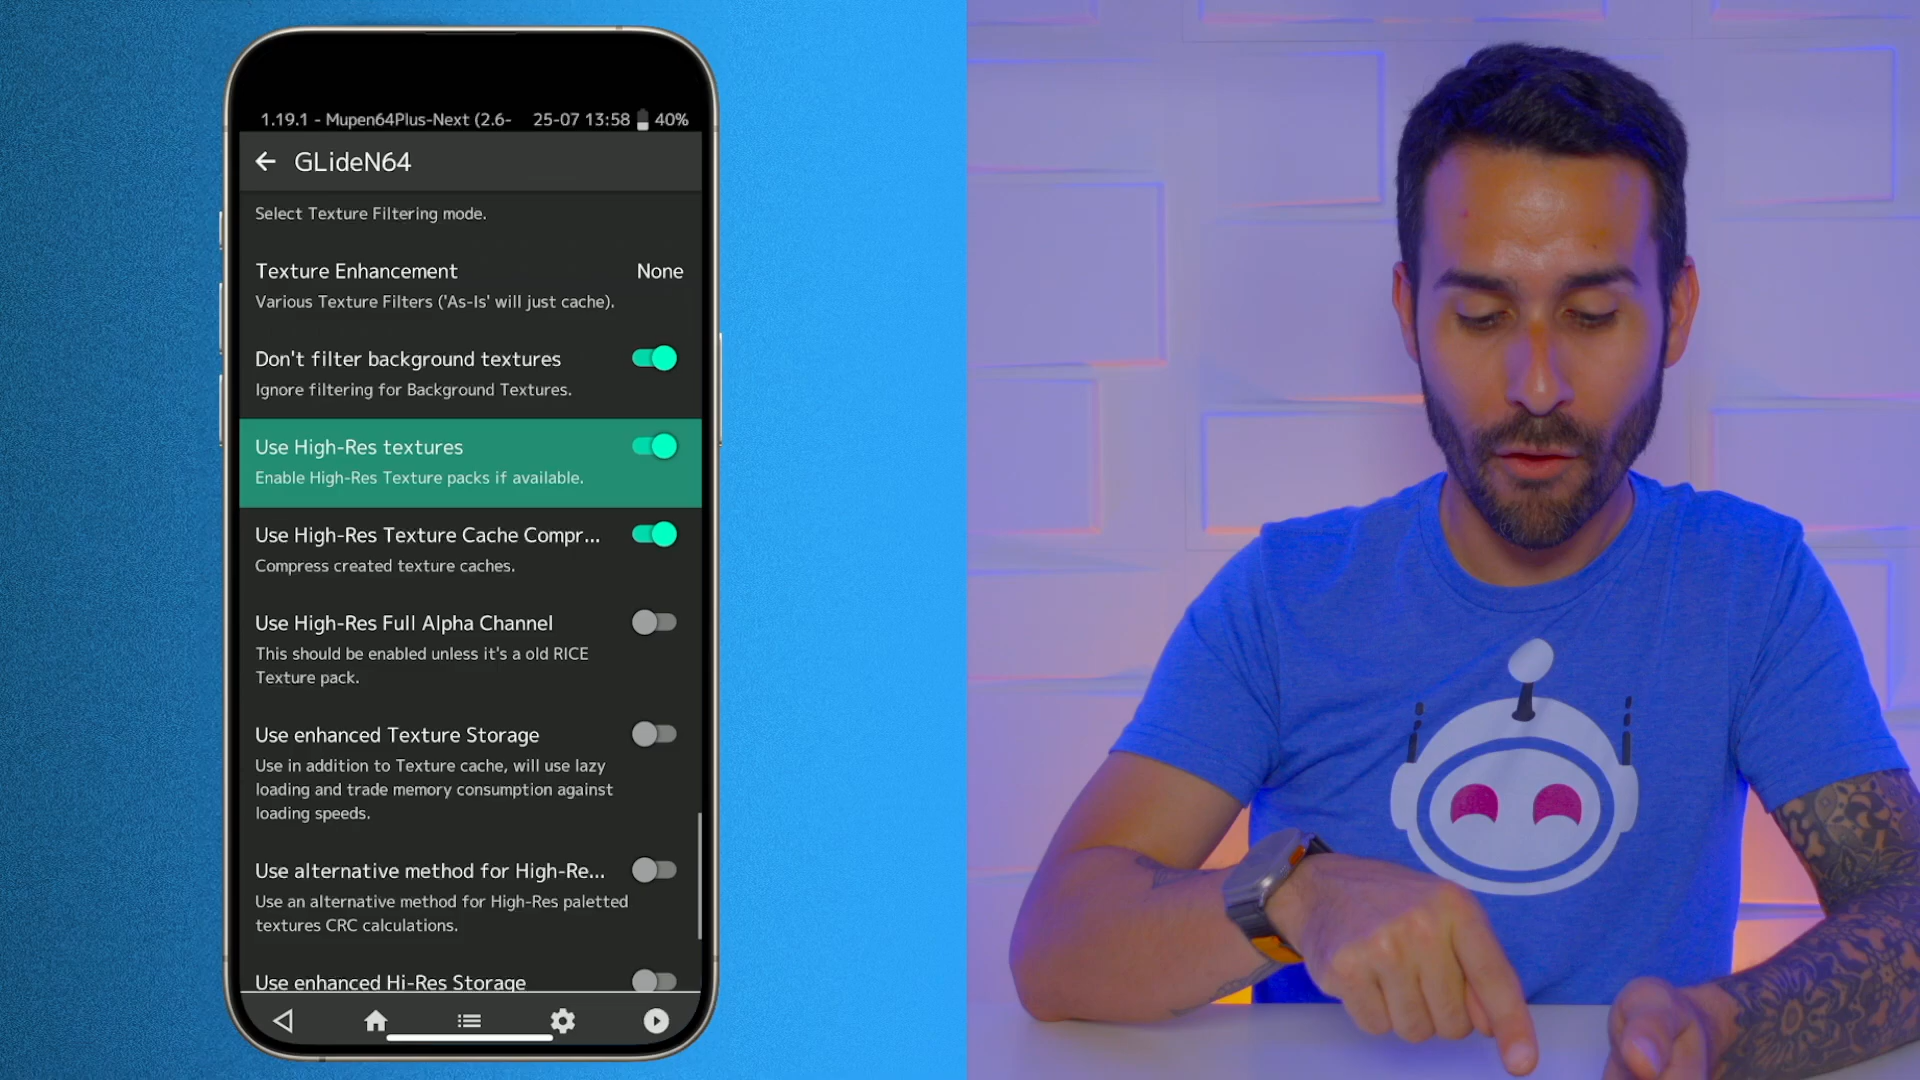 1.19.1 - Mupen64Plus-Next (2.6-
25-07 13:58 40%
GLideN64
Select Texture Filtering mode.
Texture Enhancement None
Various Texture Filters ('As-Is' will just cache).
Don't filter background textures
Ignore filtering for Background Textures.
Use High-Res textures
Enable High-Res Texture packs if available.
Use High-Res Texture Cache Compr...
Compress created texture caches.
Use High-Res Full Alpha Channel
This should be enabled unless it's a old RICE
Texture pack.
Use enhanced Texture Storage
Use in addition to Texture cache, will use lazy
loading and trade memory consumption against
loading speeds.
Use alternative method for High-Re...
Use an alternative method for High-Res paletted
textures CRC calculations.
Use enhanced Hi-Res Storage